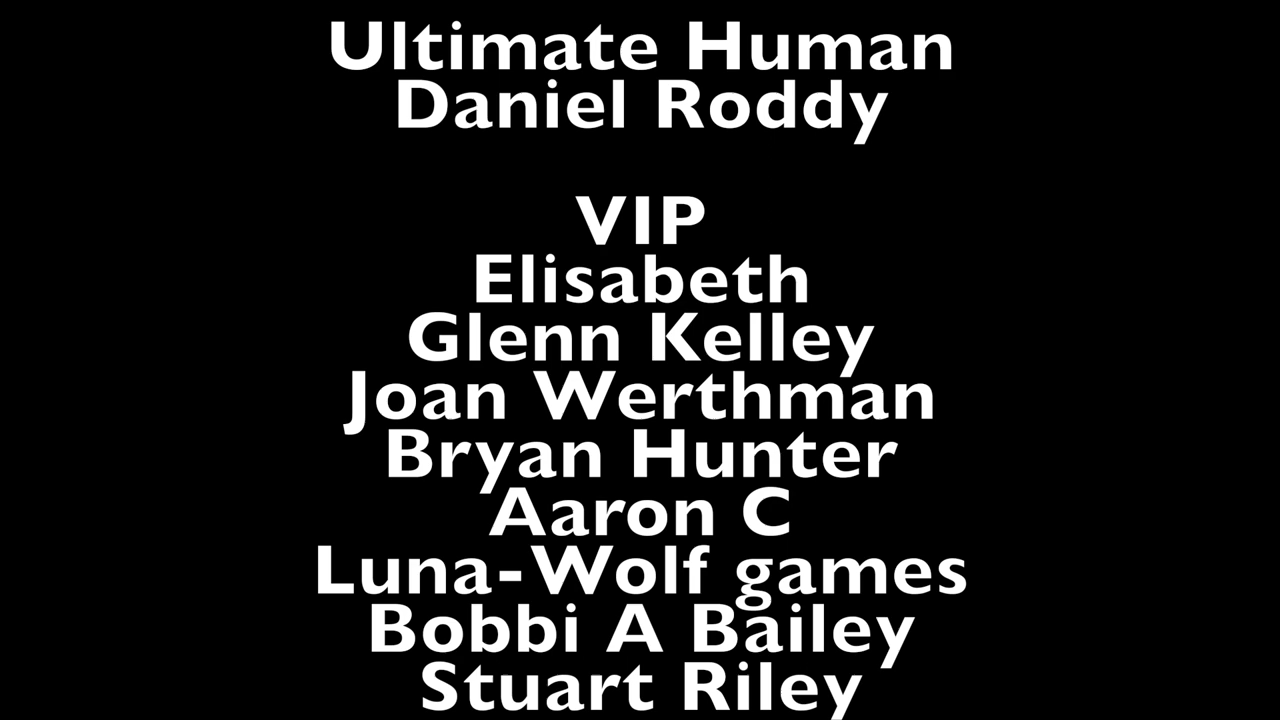 Ultimate Human
Daniel Roddy
VIP
Elisabeth
Glenn Kelley
Joan Werthman
Bryan Hunter
Aaron C
Luna-Wolf games
Bobbi A Bailey
Stuart Riley